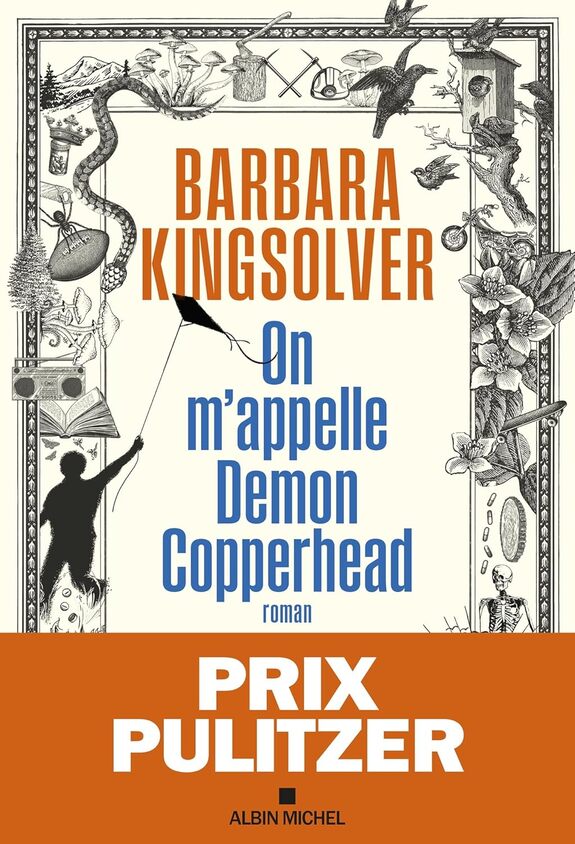 BARBARA
KINGSOLVER
On
m'appelle
Demon
Copperhead
roman
PRIX
PULITZER
ALBIN MICHEL